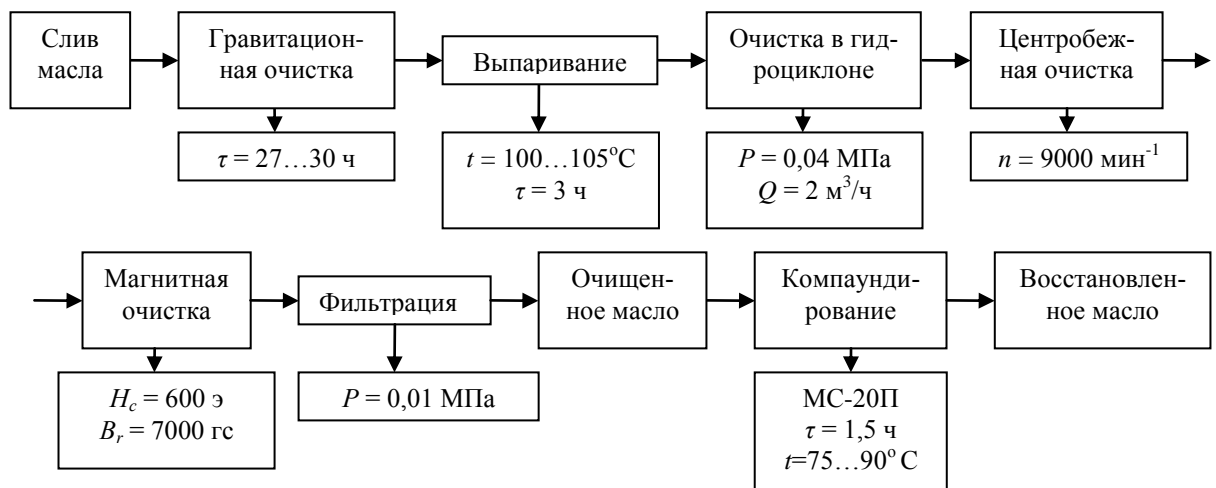 Слив
масла
Гравитацион-
ная очистка
Выпаривание
Очистка в гид-
роциклоне
Центробеж-
ная очистка
τ = 27…30 ч
t = 100…105°С
τ = 3 ч
P = 0,04 МПа
Q = 2 м³/ч
n = 9000 мин⁻¹
Магнитная
очистка
Фильтрация
Очищен-
ное масло
Компаунди-
рование
Восстановлен-
ное масло
Hc = 600 э
Br = 7000 гс
P = 0,01 МПа
МС-20П
τ = 1,5 ч
t=75…90° С